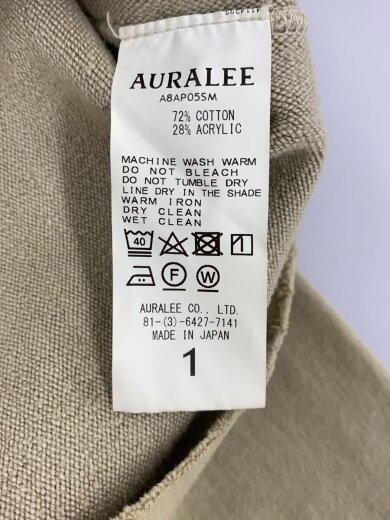 AURALEE
A8AP05SM
72% COTTON
28% ACRYLIC
MACHINE WASH WARM
DO NOT BLEACH
DO NOT TUMBLE DRY
LINE DRY IN THE SHADE
WARM IRON
DRY CLEAN
WET CLEAN
40
F W
AURALEE CO., LTD.
81-(3)-6427-7141
MADE IN JAPAN
1